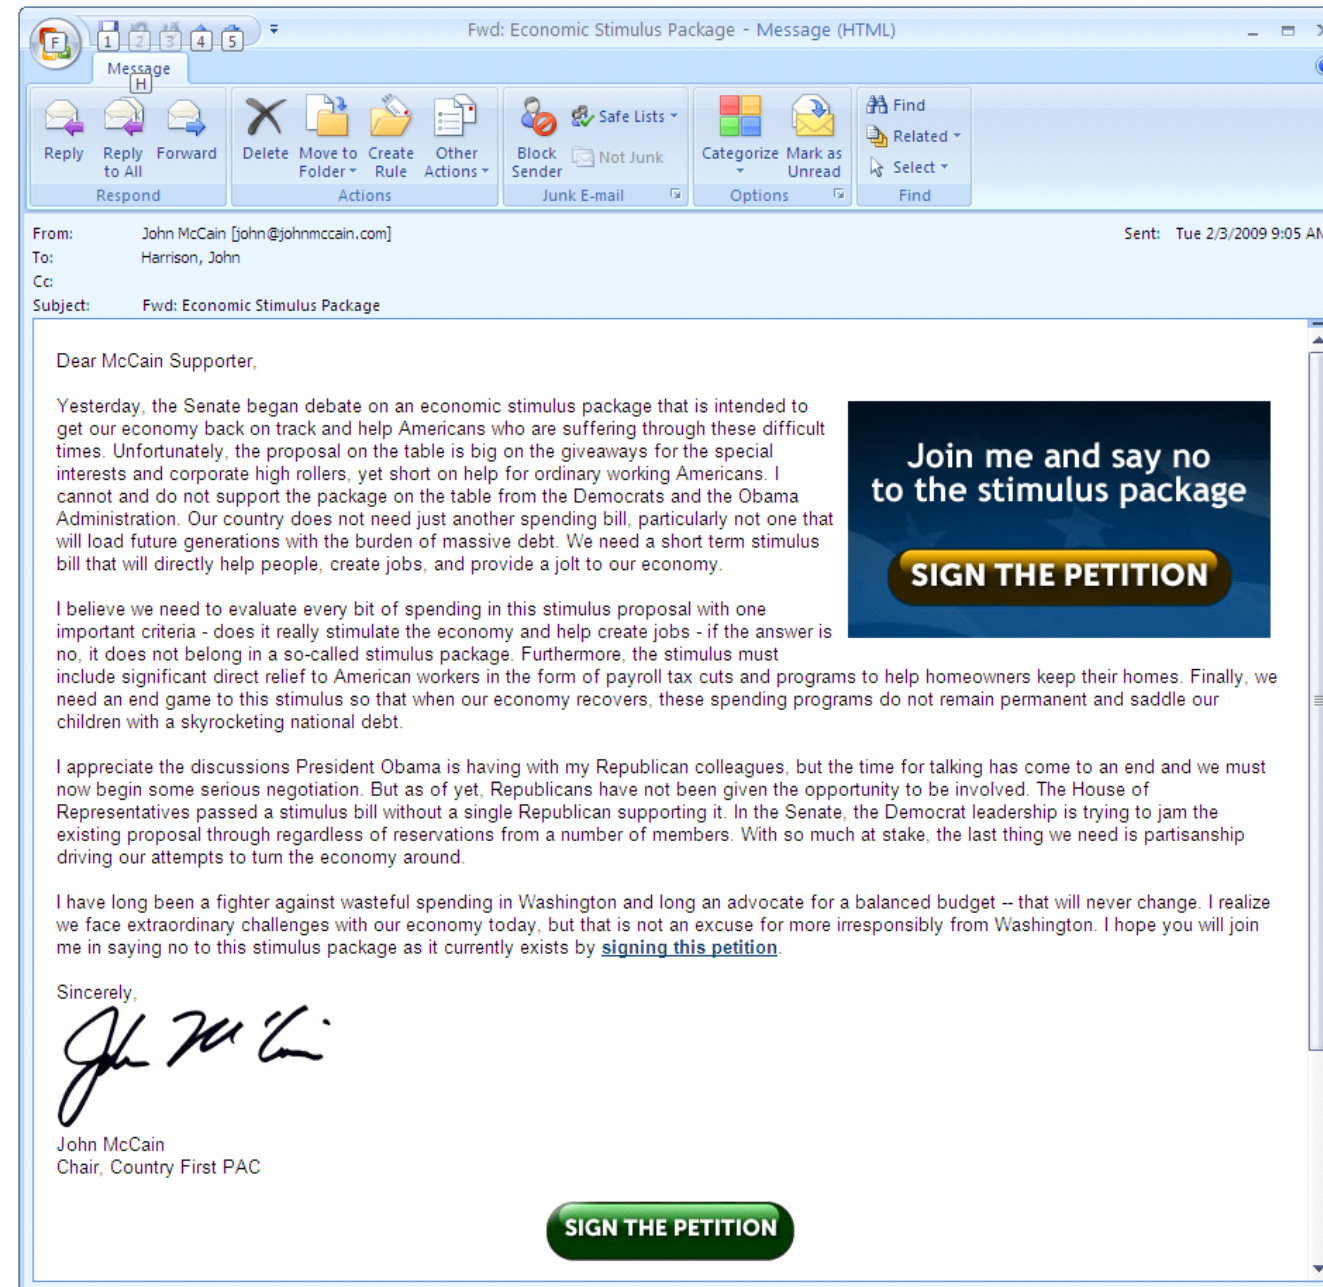 Fwd: Economic Stimulus Package - Message (HTML)
F 1 2 3 4 5
Message
H
Reply
Reply to All
Forward
Respond
Delete
Move to Folder
Create Rule
Other Actions
Actions
Block Sender
Safe Lists
Not Junk
Junk E-mail
Categorize
Mark as Unread
Options
Find
Related
Select
Find
From: John McCain [john@johnmccain.com]
Sent: Tue 2/3/2009 9:05 AM
To: Harrison, John
Cc:
Subject: Fwd: Economic Stimulus Package
Dear McCain Supporter,
Yesterday, the Senate began debate on an economic stimulus package that is intended to
get our economy back on track and help Americans who are suffering through these difficult
times. Unfortunately, the proposal on the table is big on the giveaways for the special
interests and corporate high rollers, yet short on help for ordinary working Americans. I
cannot and do not support the package on the table from the Democrats and the Obama
Administration. Our country does not need just another spending bill, particularly not one that
will load future generations with the burden of massive debt. We need a short term stimulus
bill that will directly help people, create jobs, and provide a jolt to our economy.
Join me and say no
to the stimulus package
SIGN THE PETITION
I believe we need to evaluate every bit of spending in this stimulus proposal with one
important criteria - does it really stimulate the economy and help create jobs - if the answer is
no, it does not belong in a so-called stimulus package. Furthermore, the stimulus must
include significant direct relief to American workers in the form of payroll tax cuts and programs to help homeowners keep their homes. Finally, we
need an end game to this stimulus so that when our economy recovers, these spending programs do not remain permanent and saddle our
children with a skyrocketing national debt.
I appreciate the discussions President Obama is having with my Republican colleagues, but the time for talking has come to an end and we must
now begin some serious negotiation. But as of yet, Republicans have not been given the opportunity to be involved. The House of
Representatives passed a stimulus bill without a single Republican supporting it. In the Senate, the Democrat leadership is trying to jam the
existing proposal through regardless of reservations from a number of members. With so much at stake, the last thing we need is partisanship
driving our attempts to turn the economy around.
I have long been a fighter against wasteful spending in Washington and long an advocate for a balanced budget -- that will never change. I realize
we face extraordinary challenges with our economy today, but that is not an excuse for more irresponsibly from Washington. I hope you will join
me in saying no to this stimulus package as it currently exists by signing this petition.
Sincerely,
John McCain
John McCain
Chair, Country First PAC
SIGN THE PETITION